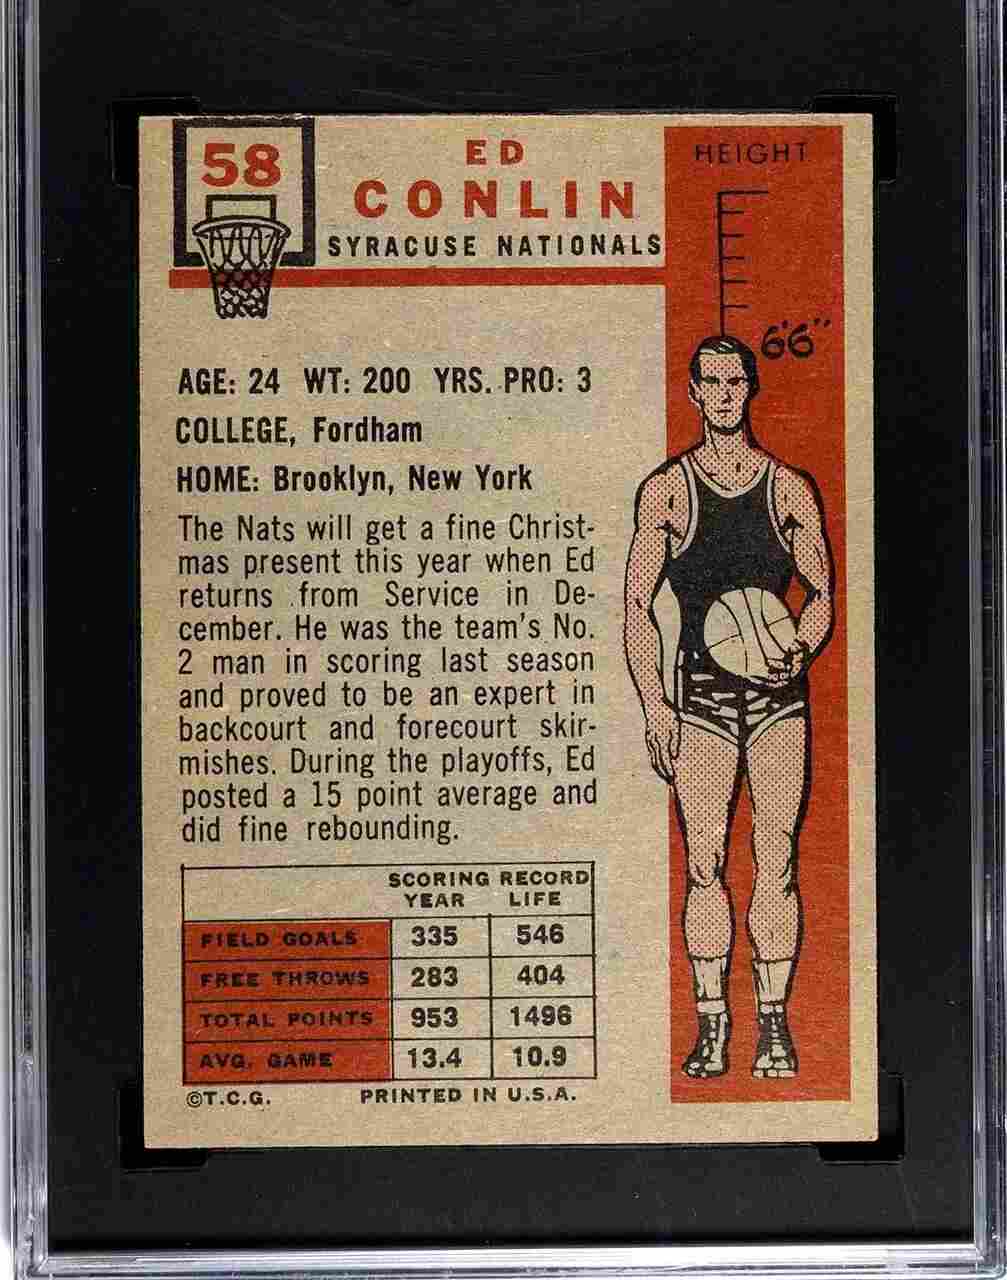 58
ED
CONLIN
SYRACUSE NATIONALS
HEIGHT
6'6"
AGE: 24 WT: 200 YRS. PRO: 3
COLLEGE, Fordham
HOME: Brooklyn, New York
The Nats will get a fine Christ-
mas present this year when Ed
returns from Service in De-
cember. He was the team's No.
2 man in scoring last season
and proved to be an expert in
backcourt and forecourt skir-
mishes. During the playoffs, Ed
posted a 15 point average and
did fine rebounding.
SCORING RECORD
YEAR LIFE
FIELD GOALS 335 546
FREE THROWS 283 404
TOTAL POINTS 953 1496
AVG. GAME 13.4 10.9
©T.C.G. PRINTED IN U.S.A.